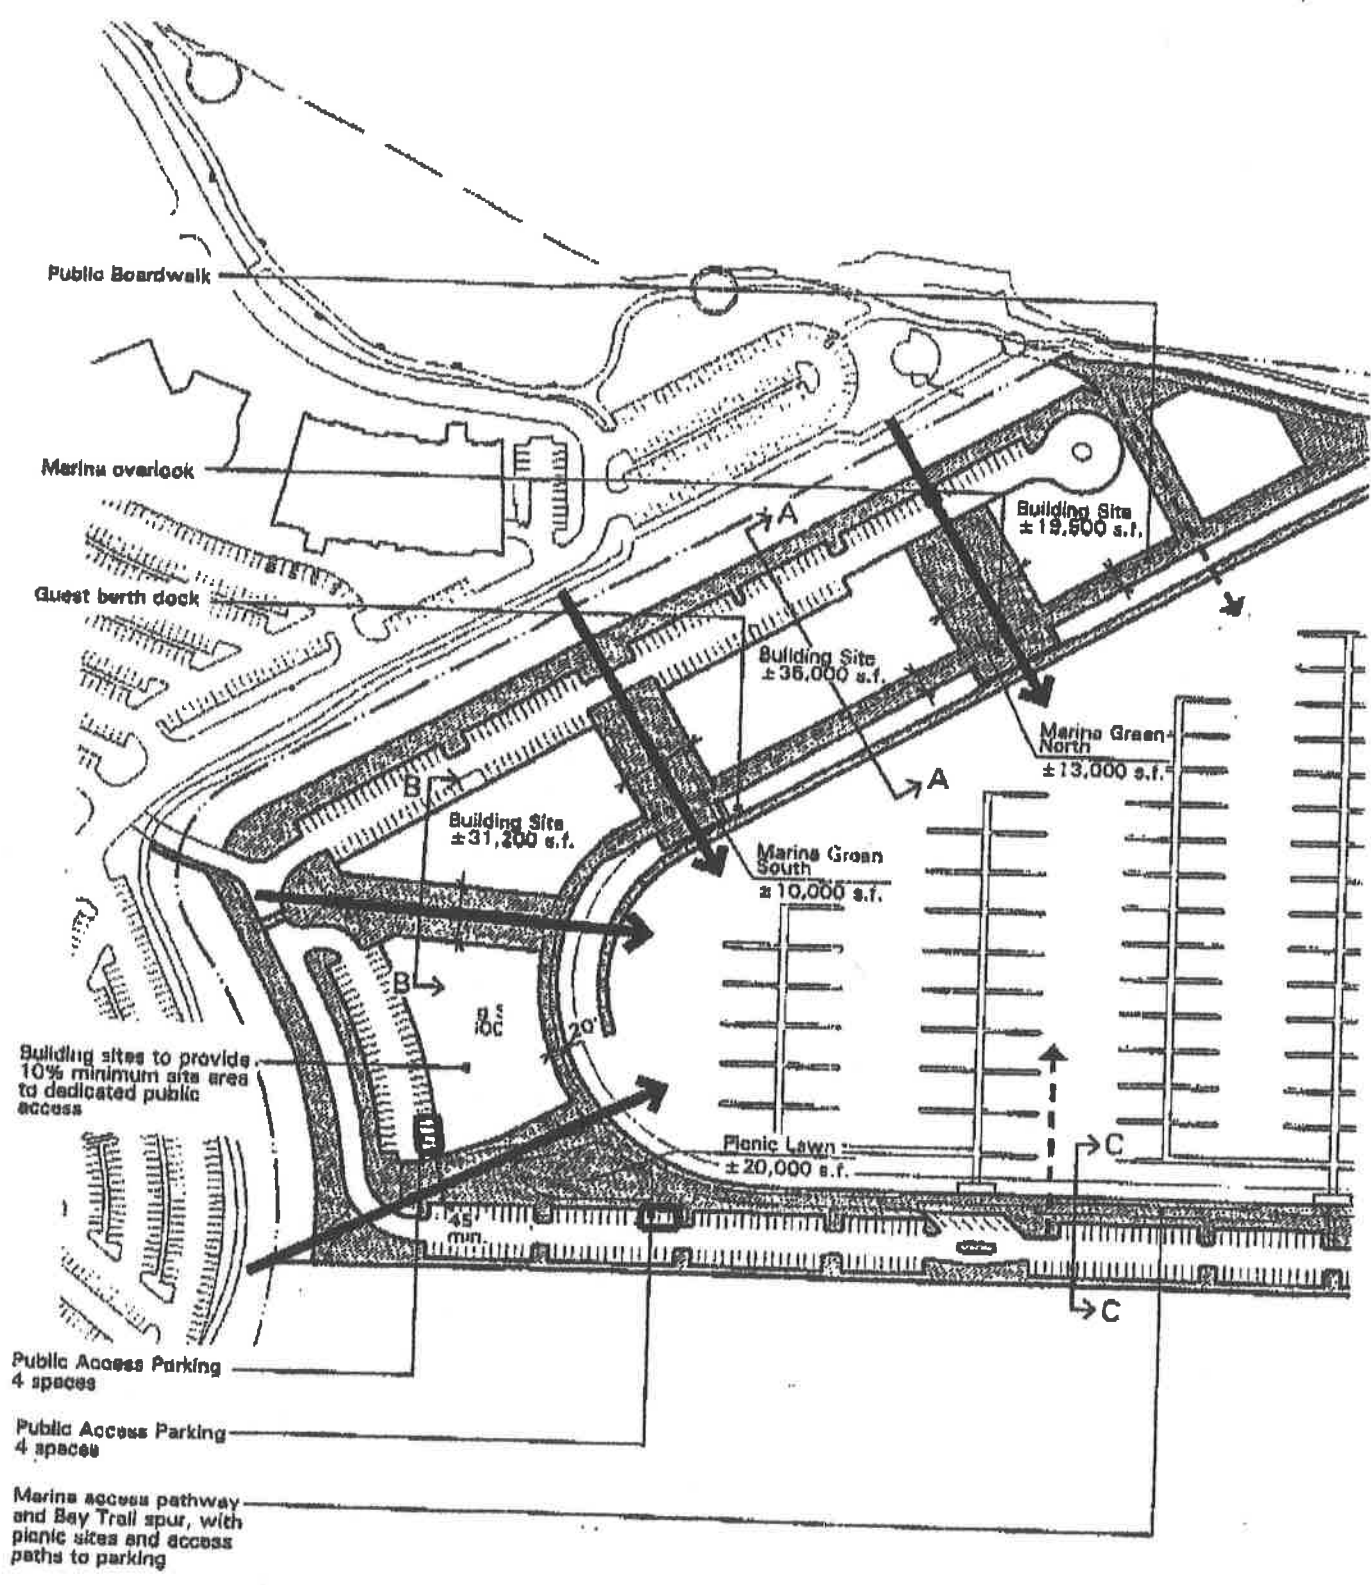 Public Boardwalk
Marina overlook
A
Building Site
±19,500 s.f.
Guest berth dock
Building Site
±35,000 s.f.
Marina Green
North
±13,000 s.f.
A
B
Building Site
±31,200 s.f.
Marina Green
South
±10,000 s.f.
B
20'
Building sites to provide
10% minimum site area
to dedicated public
access
Picnic Lawn
±20,000 s.f.
C
45'
min.
C
Public Access Parking
4 spaces
Public Access Parking
4 spaces
Marina access pathway
and Bay Trail spur, with
picnic sites and access
paths to parking